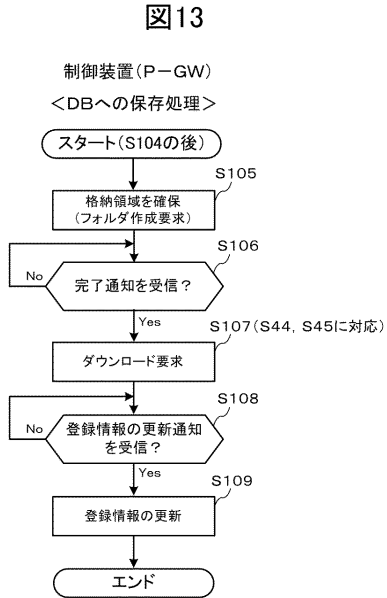 図13
制御装置(P－GW)
＜DBへの保存処理＞
スタート(S104の後)
S105
格納領域を確保
(フォルダ作成要求)
S106
完了通知を受信？
No
Yes
S107(S44, S45に対応)
ダウンロード要求
S108
登録情報の更新通知
を受信？
No
Yes
S109
登録情報の更新
エンド